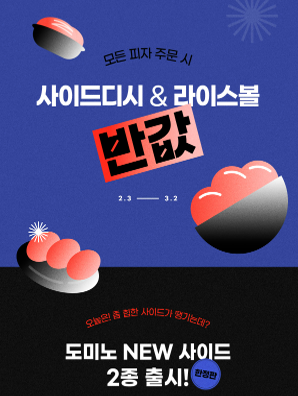 모든 피자 주문 시
사이드디시 & 라이스볼
반값
2.3 — 3.2
오늘은! 좀 힙한 사이드가 땡기는데?
도미노 NEW 사이드
2종 출시!
한정판